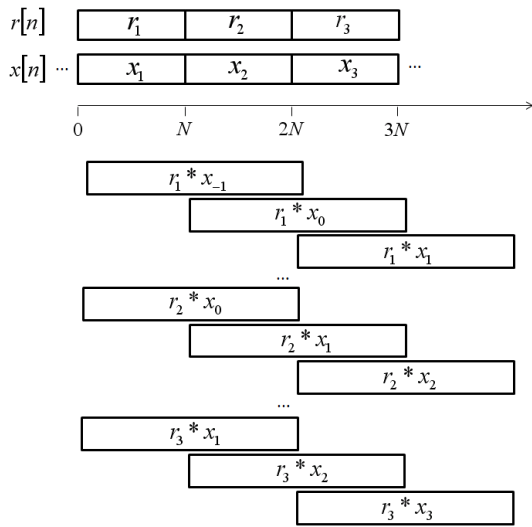 r[n] r₁ r₂ r₃
x[n] ... x₁ x₂ x₃ ...
0 N 2N 3N
r₁ * x₋₁
r₁ * x₀
r₁ * x₁
...
r₂ * x₀
r₂ * x₁
r₂ * x₂
...
r₃ * x₁
r₃ * x₂
r₃ * x₃